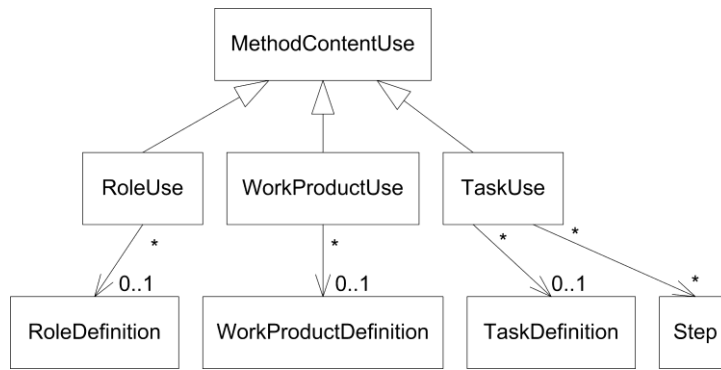 MethodContentUse
RoleUse
WorkProductUse
TaskUse
*
*
*
*
0..1
0..1
0..1
*
RoleDefinition
WorkProductDefinition
TaskDefinition
Step